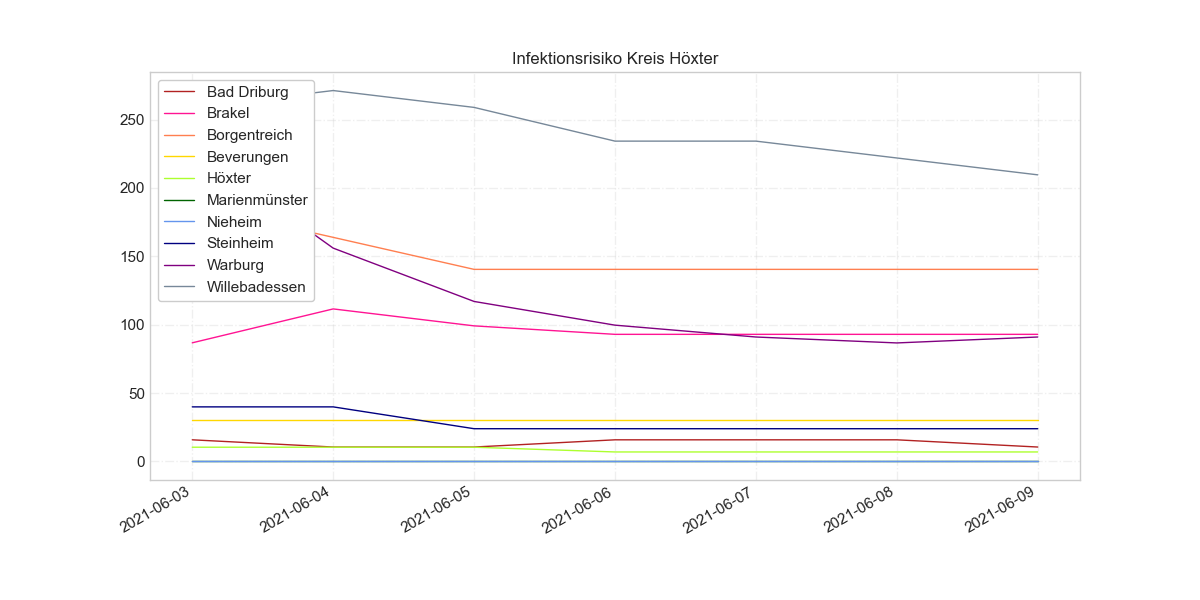 Infektionsrisiko Kreis Höxter
Bad Driburg
Brakel
Borgentreich
Beverungen
Höxter
Marienmünster
Nieheim
Steinheim
Warburg
Willebadessen
250
200
150
100
50
0
2021-06-03
2021-06-04
2021-06-05
2021-06-06
2021-06-07
2021-06-08
2021-06-09